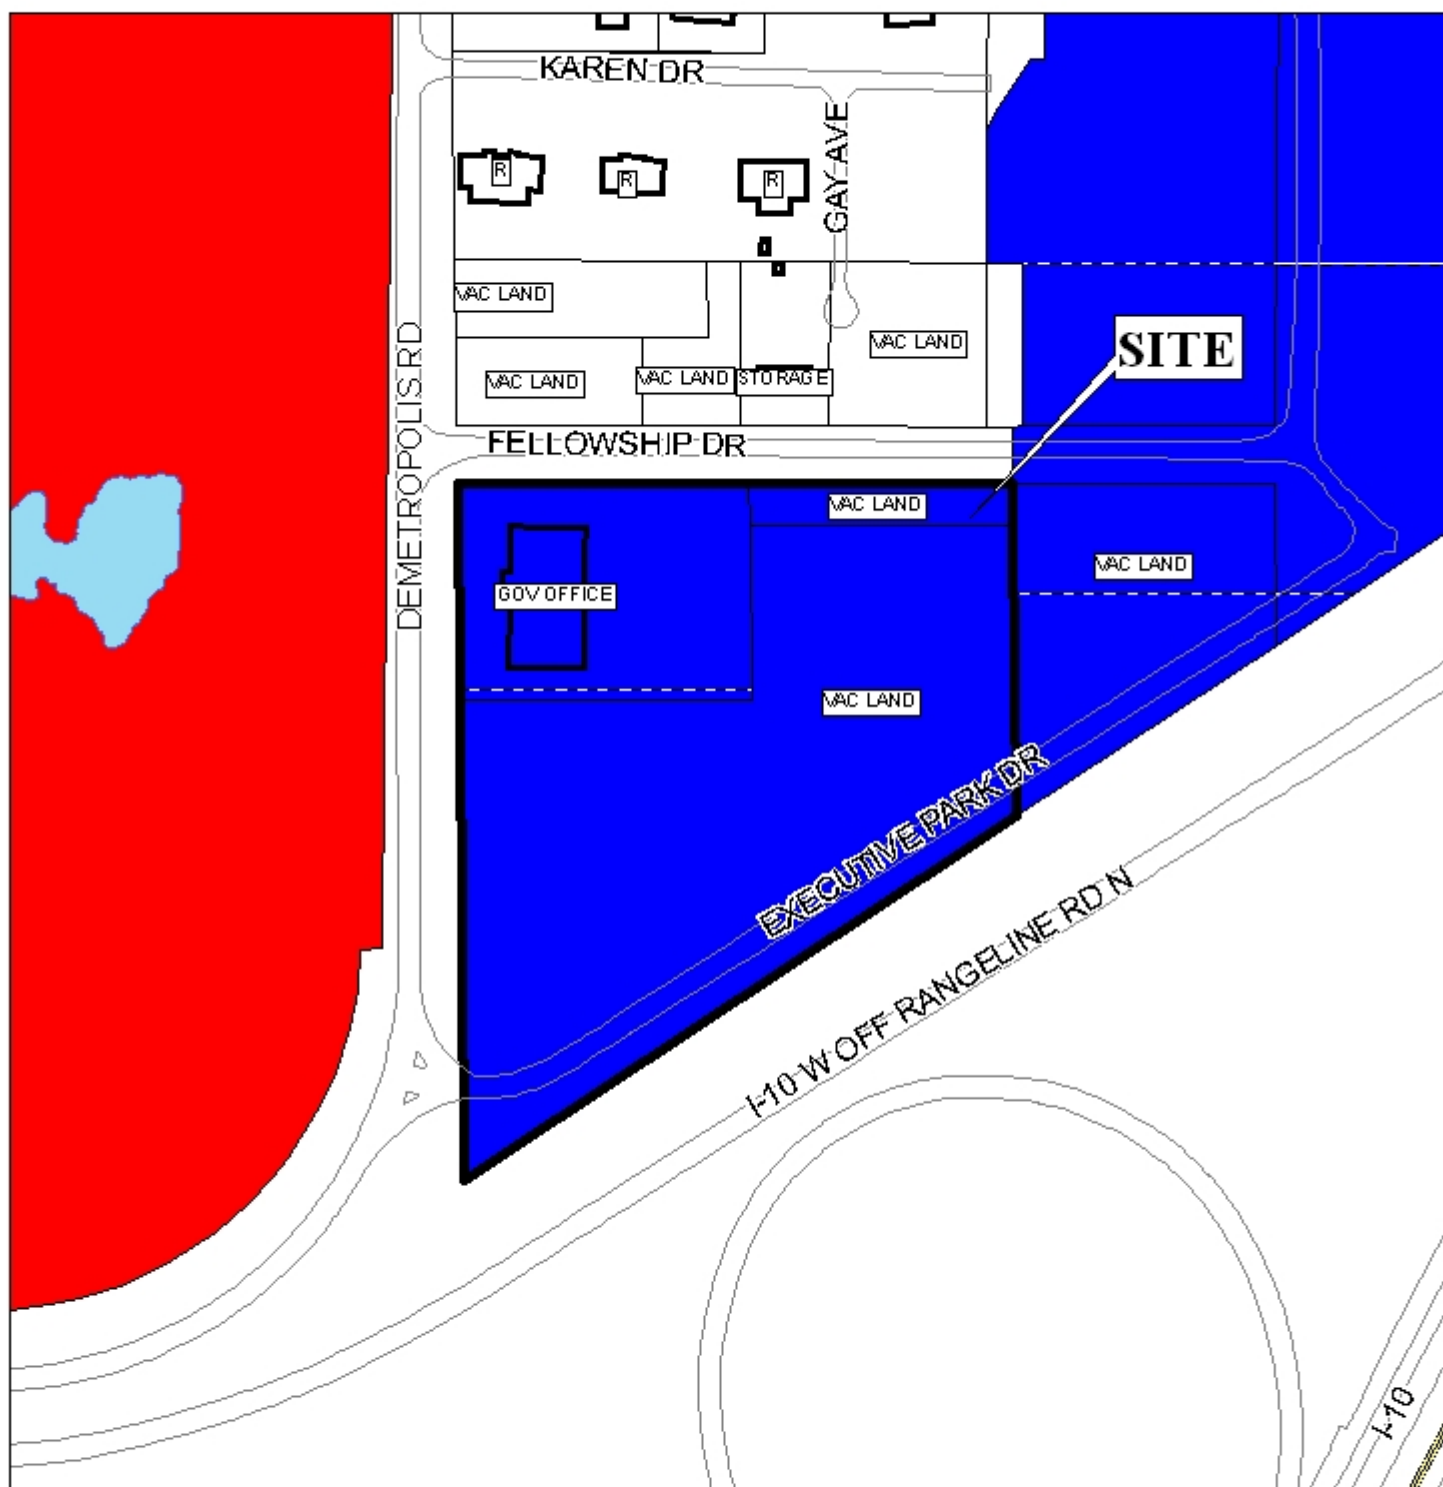 KAREN DR
GAY AVE
R
R
R
VAC LAND
SITE
VAC LAND
VAC LAND
VAC LAND
STORAGE
DEMETROPOLIS RD
FELLOWSHIP DR
VAC LAND
VAC LAND
GOV OFFICE
VAC LAND
EXECUTIVE PARK DR
I-10 W OFF RANGELINE RD N
I-10